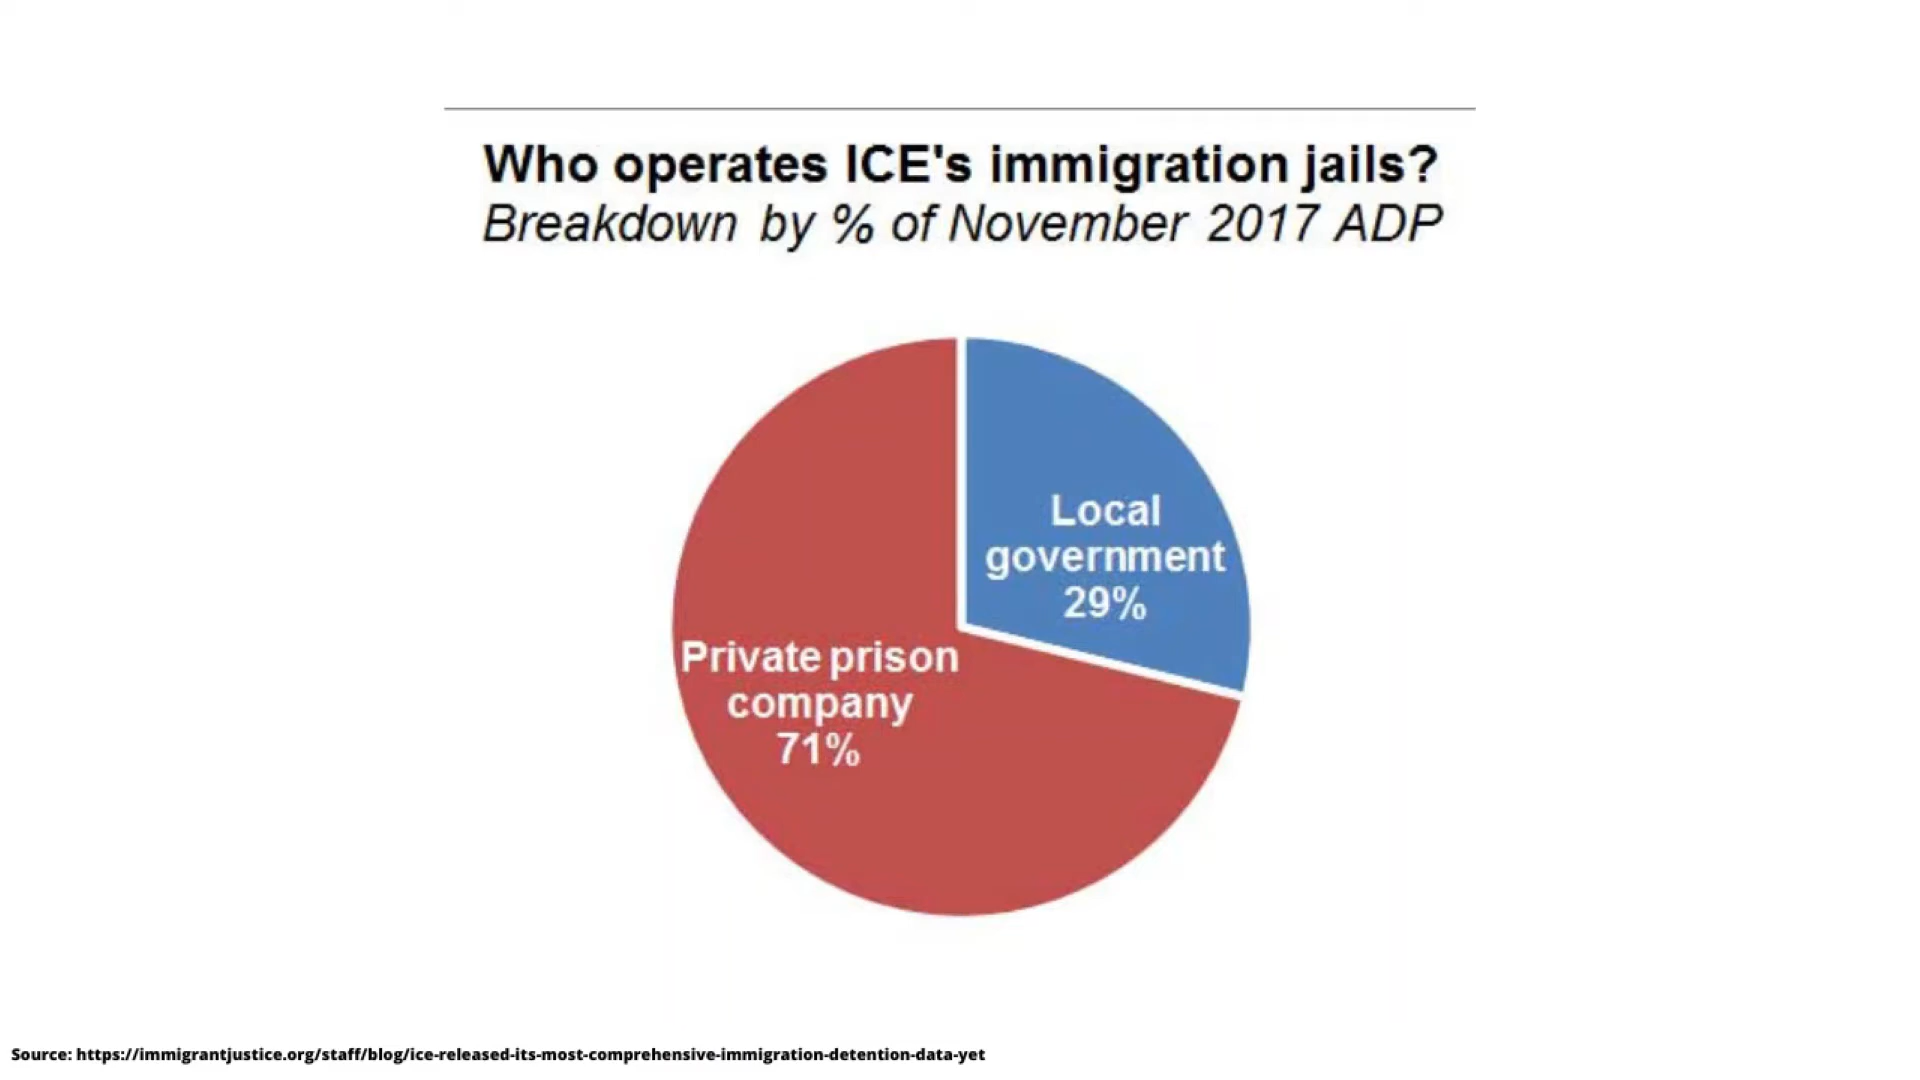 Who operates ICE's immigration jails?
Breakdown by % of November 2017 ADP
Local
government
29%
Private prison
company
71%
Source: https://immigrantjustice.org/staff/blog/ice-released-its-most-comprehensive-immigration-detention-data-yet